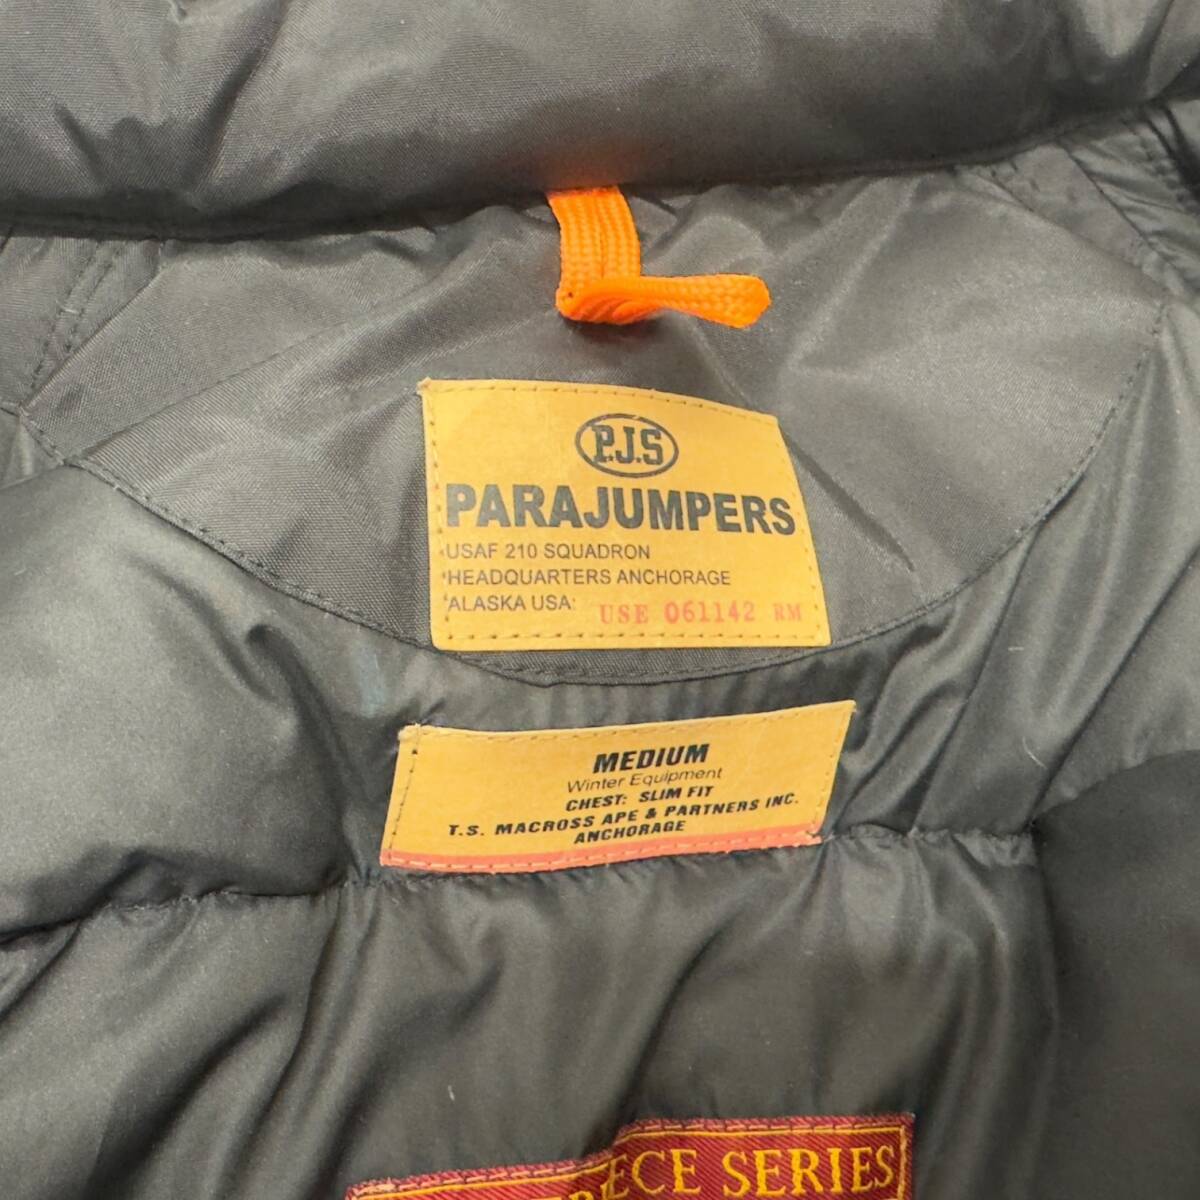 P.J.S
PARAJUMPERS
USAF 210 SQUADRON
HEADQUARTERS ANCHORAGE
ALASKA USA: USE 061142 RM
MEDIUM
Winter Equipment
CHEST: SLIM FIT
T.S. MACROSS APE & PARTNERS INC.
ANCHORAGE
SERIES